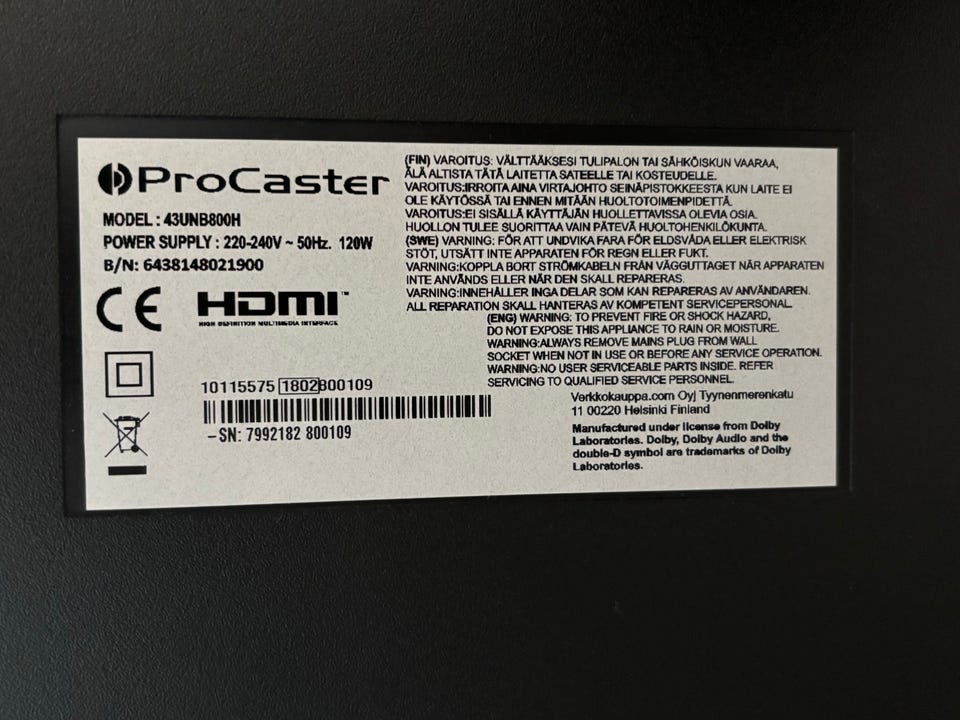 ProCaster
MODEL : 43UNB800H
POWER SUPPLY : 220-240V ~ 50Hz. 120W
B/N: 6438148021900
CE HDMI™
HIGH DEFINITION MULTIMEDIA INTERFACE
10115575 1802800109
-SN: 7992182 800109
(FIN) VAROITUS: VÄLTTÄÄKSESI TULIPALON TAI SÄHKÖISKUN VAARAA,
ÄLÄ ALTISTA TÄTÄ LAITETTA SATEELLE TAI KOSTEUDELLE.
VAROITUS:IRROITA AINA VIRTAJOHTO SEINÄPISTOKKEESTA KUN LAITE EI
OLE KÄYTÖSSÄ TAI ENNEN MITÄÄN HUOLTOTOIMENPIDETTÄ.
VAROITUS:EI SISÄLLÄ KÄYTTÄJÄN HUOLLETTAVISSA OLEVIA OSIA.
HUOLLON TULEE SUORITTAA VAIN PÄTEVÄ HUOLTOHENKILÖKUNTA.
(SWE) VARNING: FÖR ATT UNDVIKA FARA FÖR ELDSVÅDA ELLER ELEKTRISK
STÖT, UTSÄTT INTE APPARATEN FÖR REGN ELLER FUKT.
VARNING:KOPPLA BORT STRÖMKABELN FRÅN VÄGGUTTAGET NÄR APPARATEN
INTE ANVÄNDS ELLER NÄR DEN SKALL REPARERAS.
VARNING:INNEHÅLLER INGA DELAR SOM KAN REPARERAS AV ANVÄNDAREN.
ALL REPARATION SKALL HANTERAS AV KOMPETENT SERVICEPERSONAL.
(ENG) WARNING: TO PREVENT FIRE OR SHOCK HAZARD,
DO NOT EXPOSE THIS APPLIANCE TO RAIN OR MOISTURE.
WARNING:ALWAYS REMOVE MAINS PLUG FROM WALL
SOCKET WHEN NOT IN USE OR BEFORE ANY SERVICE OPERATION.
WARNING:NO USER SERVICEABLE PARTS INSIDE. REFER
SERVICING TO QUALIFIED SERVICE PERSONNEL.
Verkkokauppa.com Oyj Tyynenmerenkatu
11 00220 Helsinki Finland
Manufactured under license from Dolby
Laboratories. Dolby, Dolby Audio and the
double-D symbol are trademarks of Dolby
Laboratories.